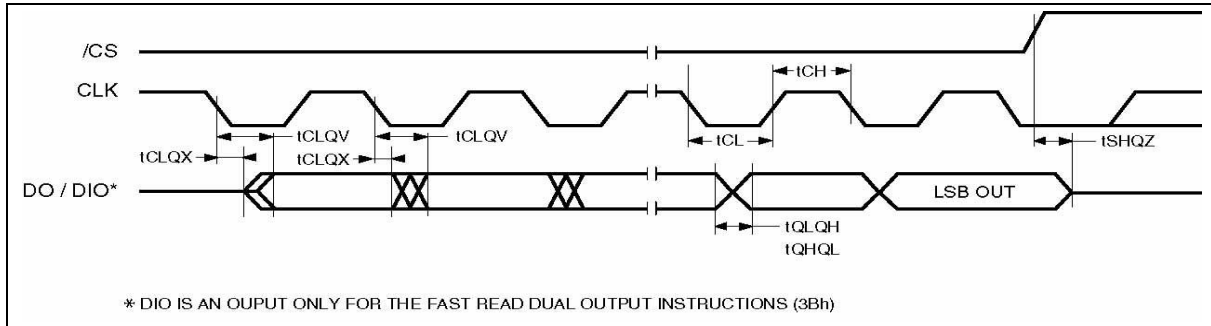 /CS
tCH
CLK
tCLQV
tCLQV
tCL
tSHQZ
tCLQX
tCLQX
DO / DIO*
LSB OUT
tQLQH
tQHQL
* DIO IS AN OUPUT ONLY FOR THE FAST READ DUAL OUTPUT INSTRUCTIONS (3Bh)